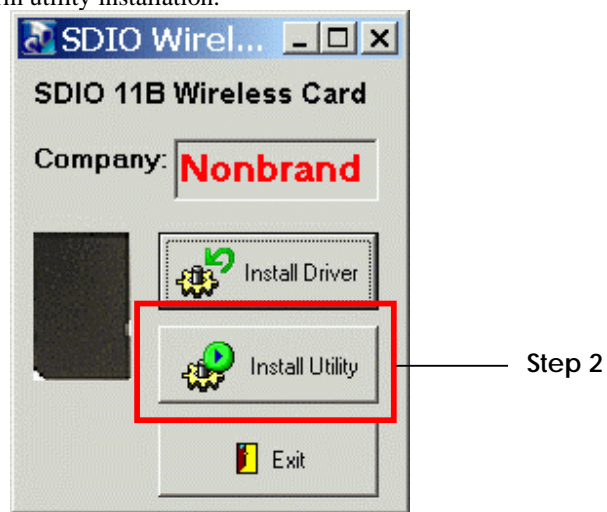 utility installation.
SDIO Wirel...
SDIO 11B Wireless Card
Company: Nonbrand
Install Driver
Install Utility
Step 2
Exit